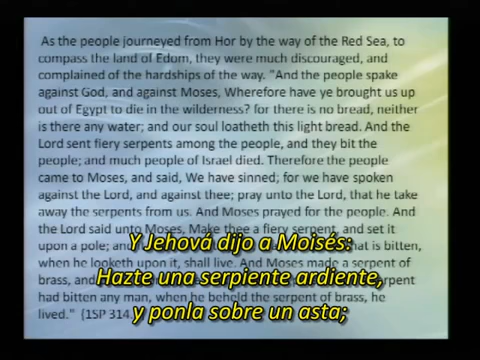 As the people journeyed from Hor by the way of the Red Sea, to
compass the land of Edom, they were much discouraged, and
complained of the hardships of the way. "And the people spake
against God, and against Moses, Wherefore have ye brought us up
out of Egypt to die in the wilderness? for there is no bread, neither
is there any water; and our soul loatheth this light bread. And the
Lord sent fiery serpents among the people, and they bit the
people; and much people of Israel died. Therefore the people
came to Moses, and said, We have sinned; for we have spoken
against the Lord, and against thee; pray unto the Lord, that he take
away the serpents from us. And Moses prayed for the people. And
the Lord said unto Moses, Make thee a fiery serpent, and set it
upon a pole; and that is bitten,
when he looketh upon it, shall live. And Moses made a serpent of
brass, and
had bitten any man, when he beheld the serpent of brass, he
lived." {1SP 314
Y Jehová dijo a Moisés:
Hazte una serpiente ardiente,
y ponla sobre un asta;